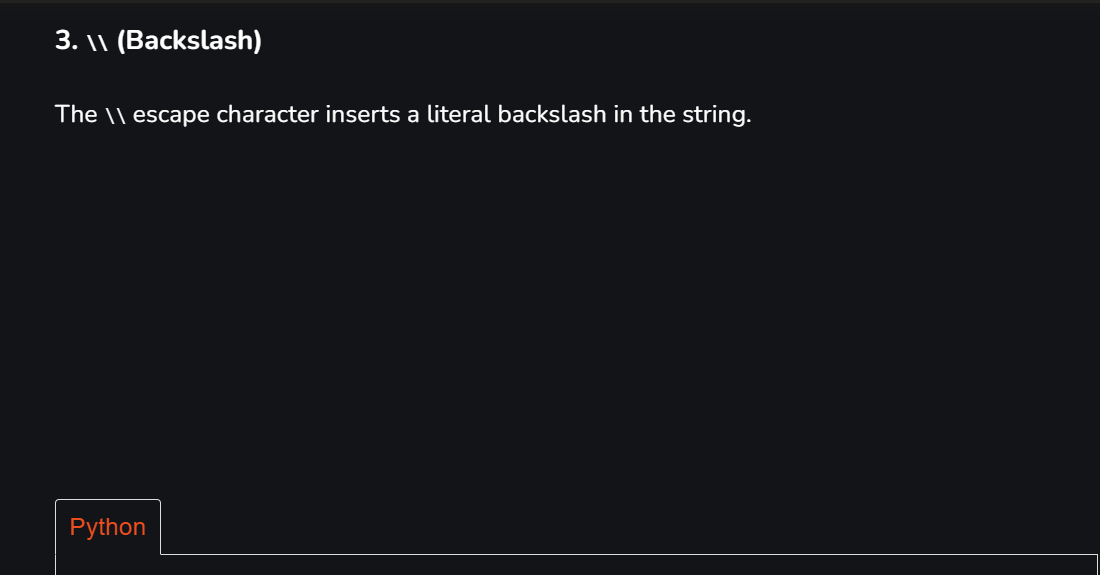 3. \\ (Backslash)
The \\ escape character inserts a literal backslash in the string.
Python